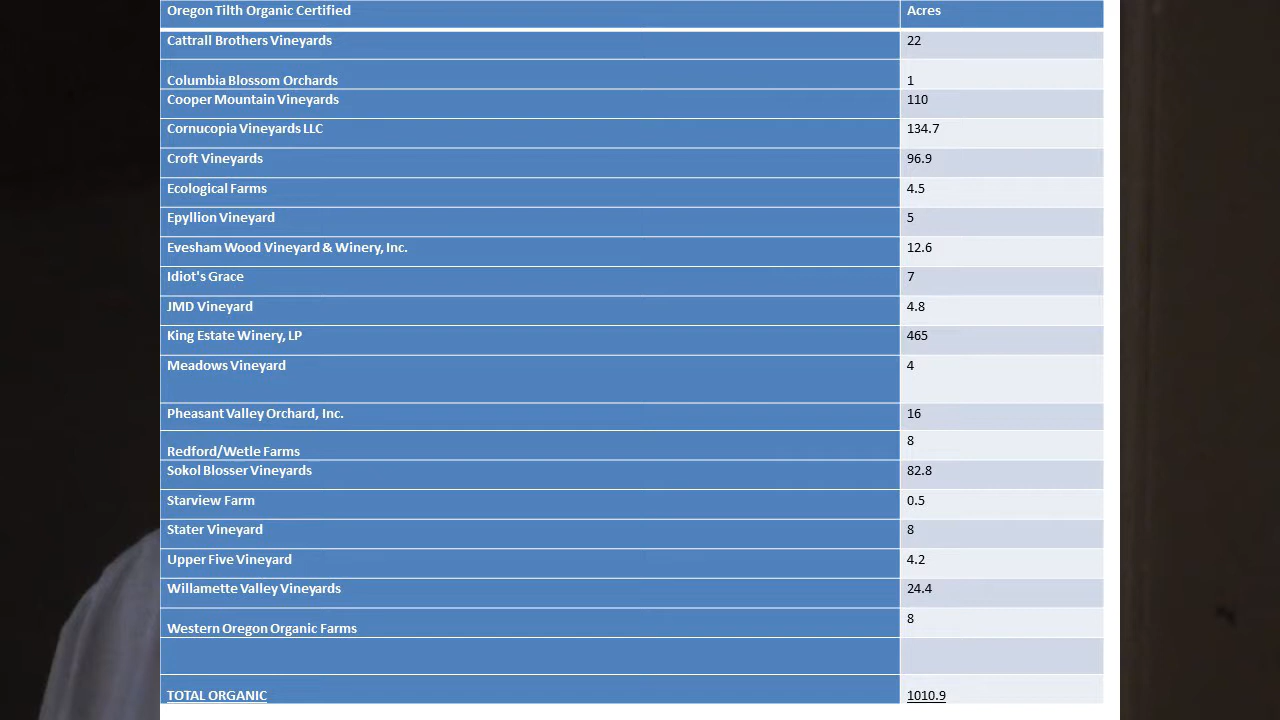 Oregon Tilth Organic Certified Acres
Cattrall Brothers Vineyards 22
Columbia Blossom Orchards 1
Cooper Mountain Vineyards 110
Cornucopia Vineyards LLC 134.7
Croft Vineyards 96.9
Ecological Farms 4.5
Epyllion Vineyard 5
Evesham Wood Vineyard & Winery, Inc. 12.6
Idiot's Grace 7
JMD Vineyard 4.8
King Estate Winery, LP 465
Meadows Vineyard 4
Pheasant Valley Orchard, Inc. 16
Redford/Wetle Farms 8
Sokol Blosser Vineyards 82.8
Starview Farm 0.5
Stater Vineyard 8
Upper Five Vineyard 4.2
Willamette Valley Vineyards 24.4
Western Oregon Organic Farms 8
TOTAL ORGANIC 1010.9